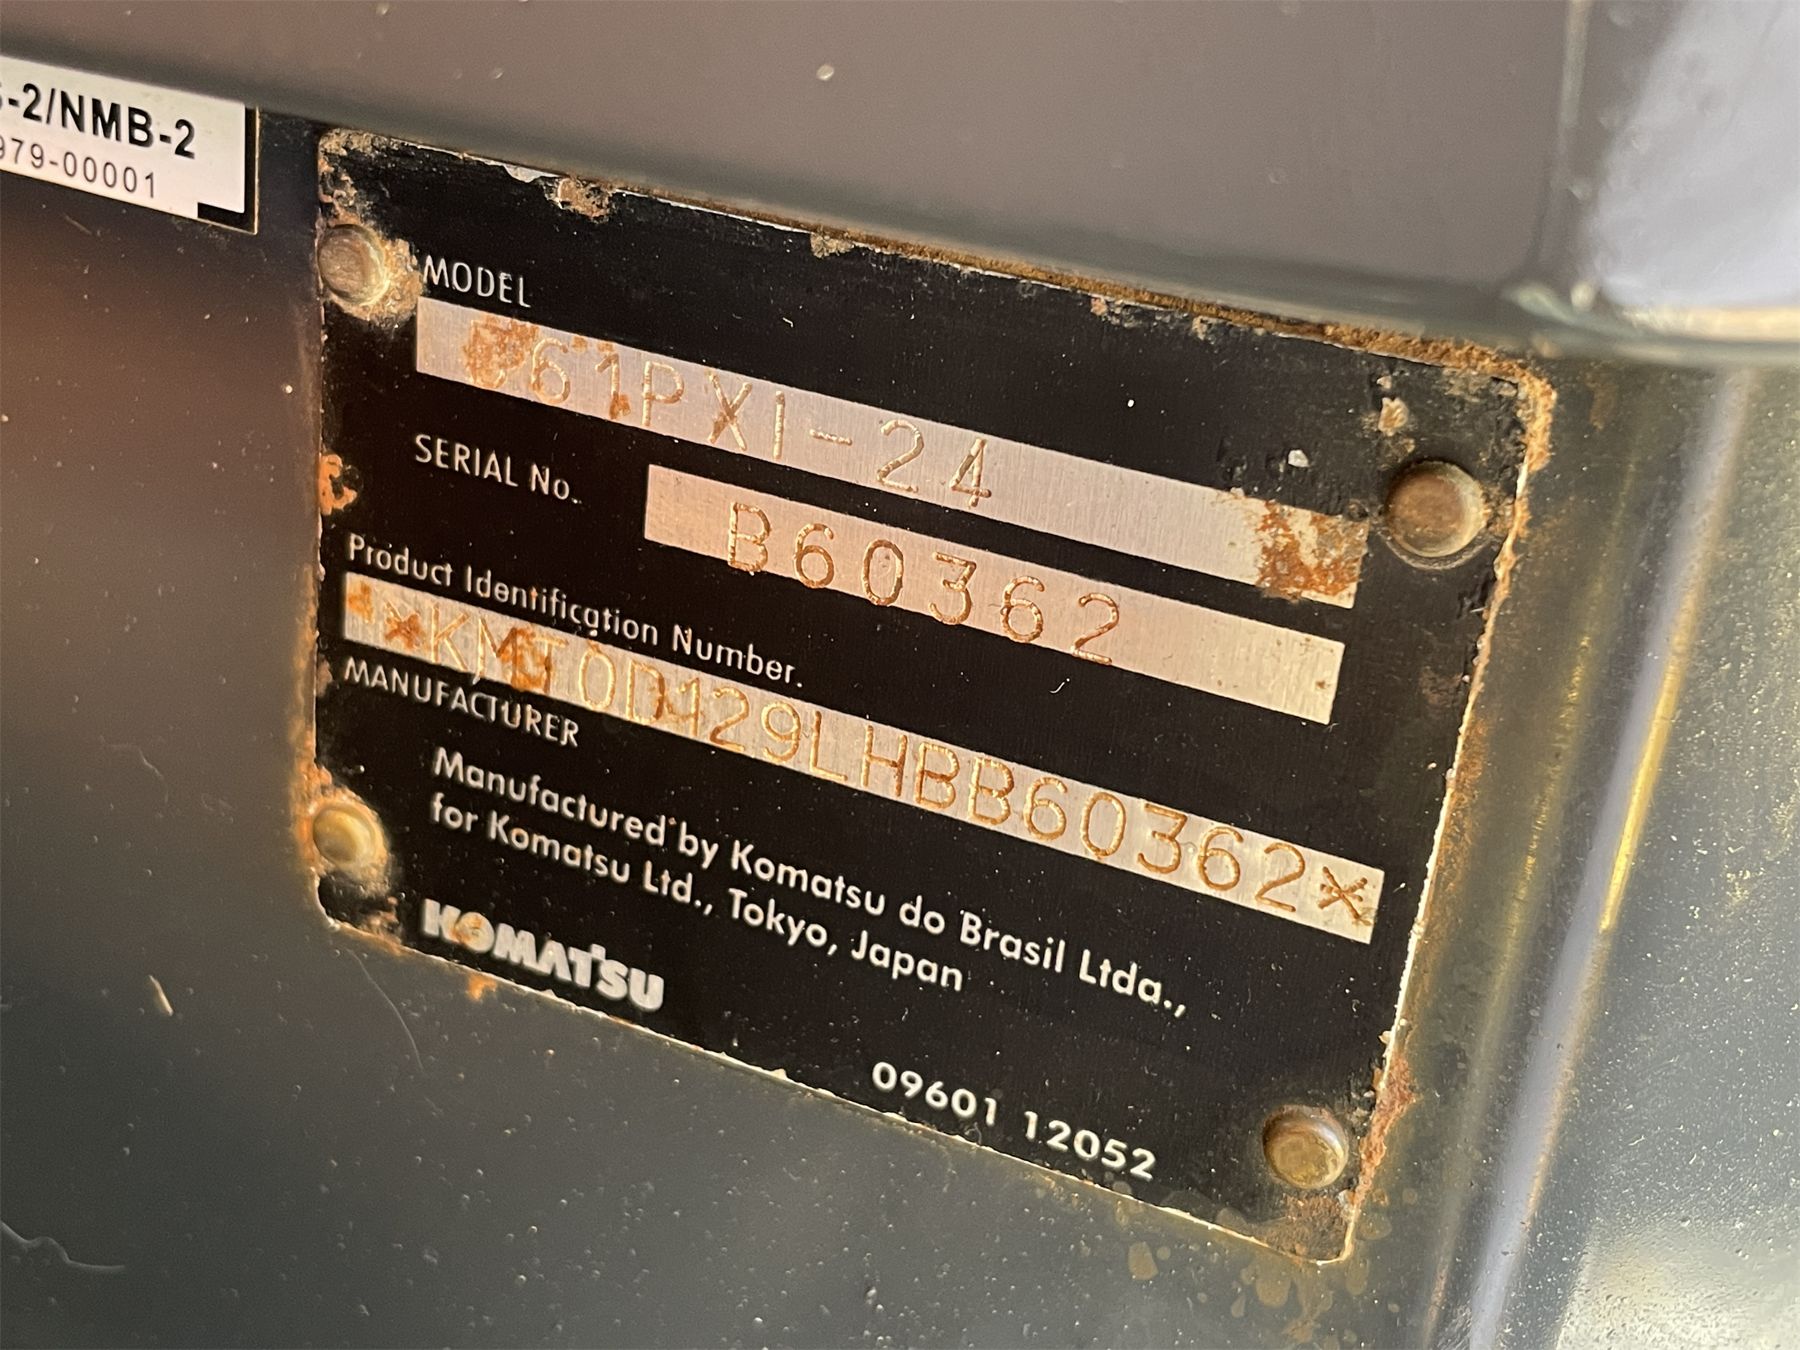 -2/NMB-2
979-00001
MODEL
D61PXI-24
SERIAL No.
B60362
Product Identification Number.
*KMT0D129LHBB60362*
MANUFACTURER
Manufactured by Komatsu do Brasil Ltda.,
for Komatsu Ltd., Tokyo, Japan
KOMATSU
09601 12052